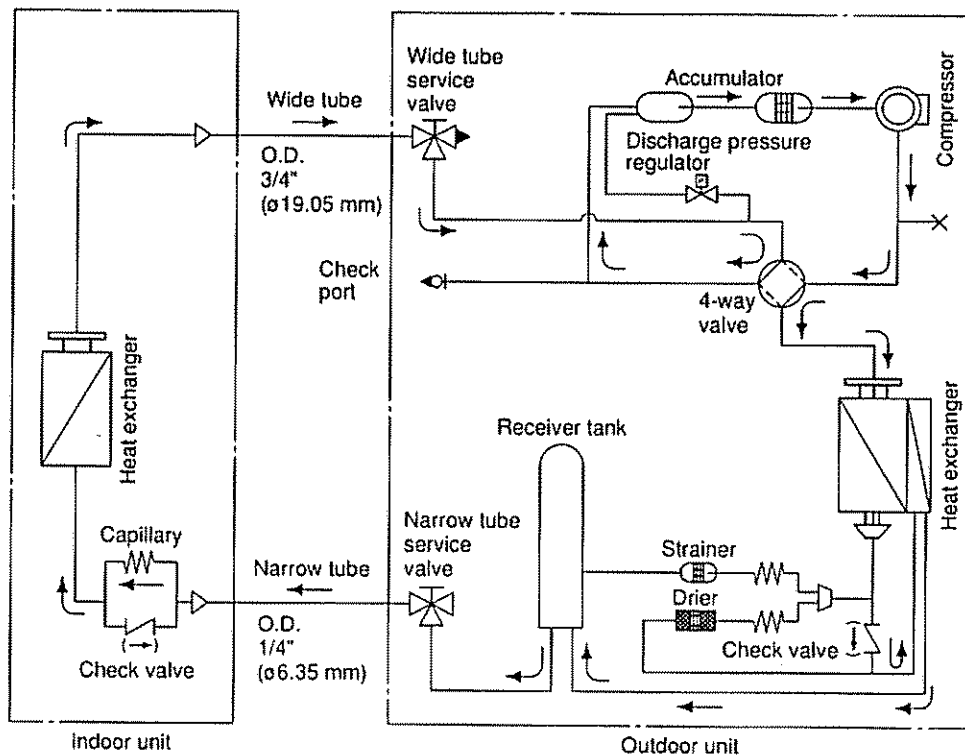 Wide tube
service
valve
Accumulator
Compressor
Wide tube
O.D.
3/4"
(ø19.05 mm)
Discharge pressure
regulator
Check
port
4-way
valve
Heat exchanger
Heat exchanger
Receiver tank
Capillary
Narrow tube
Narrow tube
service
valve
Strainer
Drier
O.D.
1/4"
(ø6.35 mm)
Check valve
Check valve
Indoor unit
Outdoor unit